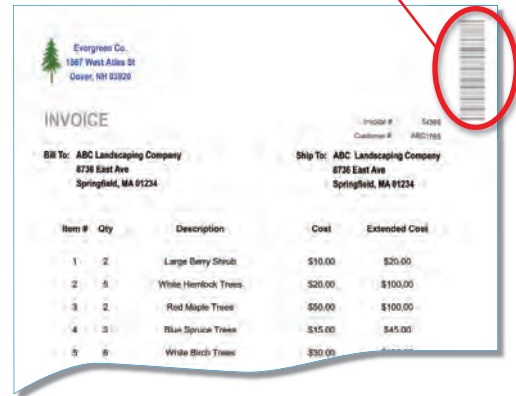 Evergreen Co.
1567 West Atlas St
Dover, NH 03820
INVOICE
Invoice #
Customer #
Bill To: ABC Landscaping Company
8736 East Ave
Springfield, MA 01234
Ship To: ABC Landscaping Company
8736 East Ave
Springfield, MA 01234
Item # Qty Description Cost Extended Cost
1 2 Large Berry Shrub $10.00 $20.00
2 5 White Hemlock Trees $20.00 $100.00
3 2 Red Maple Trees $50.00 $100.00
4 3 Blue Spruce Trees $15.00 $45.00
5 6 White Birch Trees $30.00